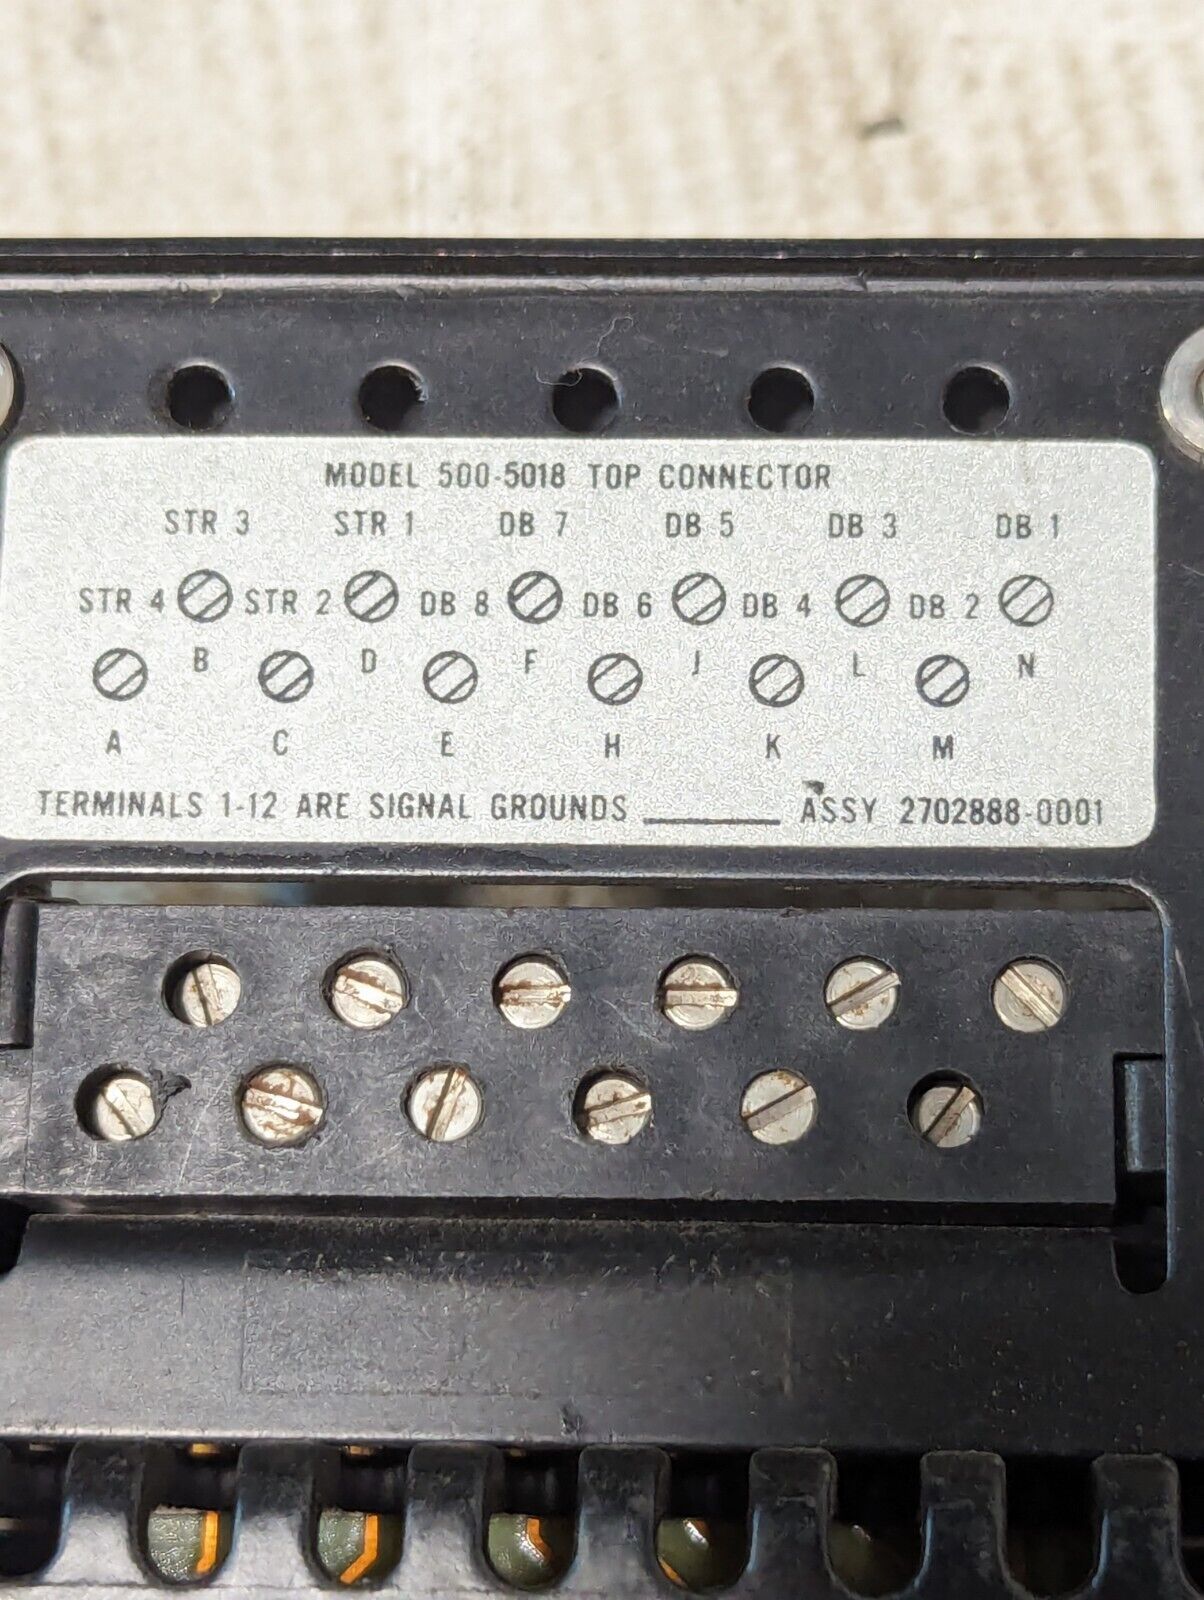 MODEL 500-5018 TOP CONNECTOR
STR 3 STR 1 DB 7 DB 5 DB 3 DB 1
STR 4 STR 2 DB 8 DB 6 DB 4 DB 2
B D F J L N
A C E H K M
TERMINALS 1-12 ARE SIGNAL GROUNDS ______ ASSY 2702888-0001